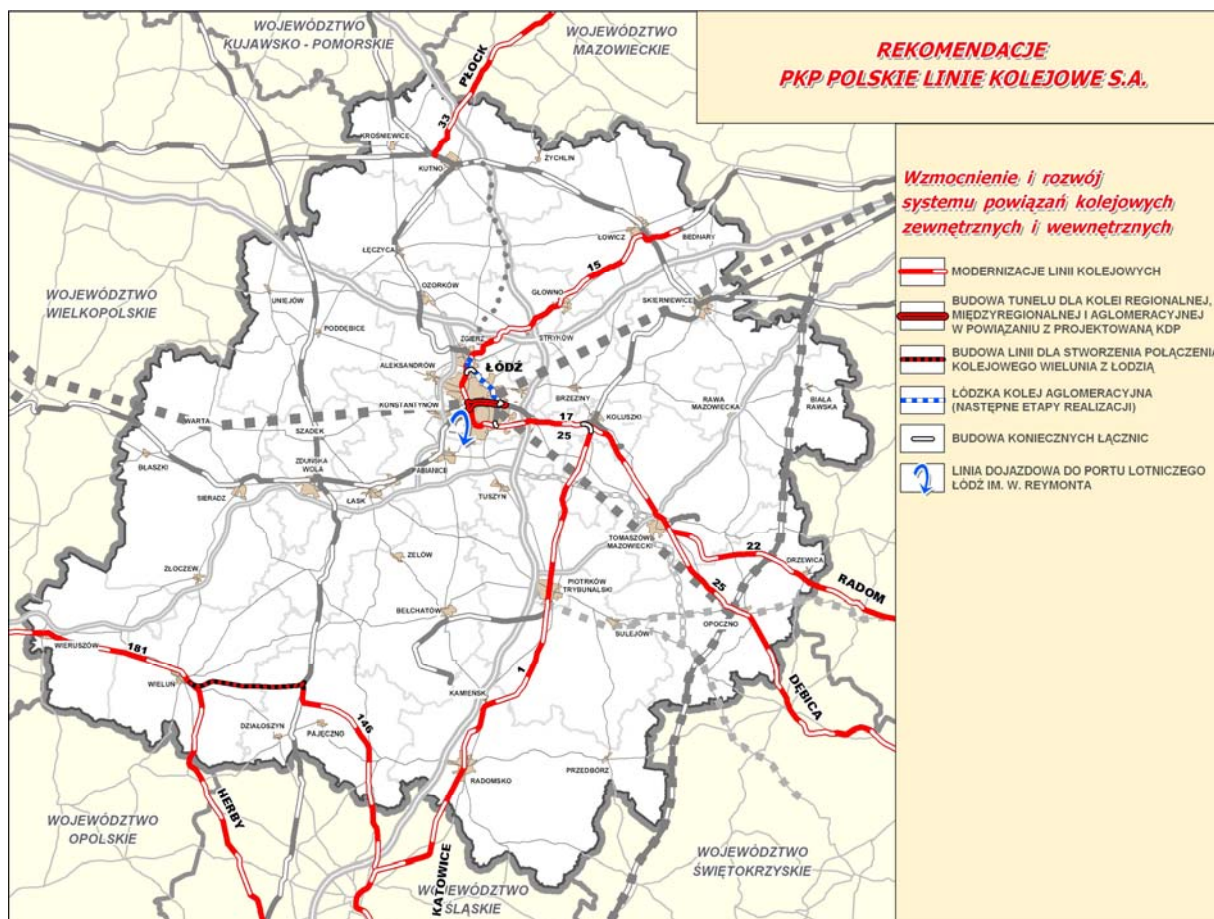 REKOMENDACJE
PKP POLSKIE LINIE KOLEJOWE S.A.
Wzmocnienie i rozwój
systemu powiązań kolejowych
zewnętrznych i wewnętrznych
MODERNIZACJE LINII KOLEJOWYCH
BUDOWA TUNELU DLA KOLEI REGIONALNEJ,
MIĘDZYREGIONALNEJ I AGLOMERACYJNEJ
W POWIĄZANIU Z PROJEKTOWANĄ KDP
BUDOWA LINII DLA STWORZENIA POŁĄCZENIA
KOLEJOWEGO WIELUNIA Z ŁODZIĄ
ŁÓDZKA KOLEJ AGLOMERACYJNA
(NASTĘPNE ETAPY REALIZACJI)
BUDOWA KONIECZNYCH ŁĄCZNIC
LINIA DOJAZDOWA DO PORTU LOTNICZEGO
ŁÓDŹ IM. W. REYMONTA
WOJEWÓDZTWO
KUJAWSKO - POMORSKIE
WOJEWÓDZTWO
MAZOWIECKIE
PŁOCK
33
KROŚNIEWICE
KUTNO
ŻYCHLIN
ŁOWICZ
BEDNARY
ŁĘCZYCA
15
WOJEWÓDZTWO
WIELKOPOLSKIE
UNIEJÓW
OZORKÓW
GŁOWNO
SKIERNIEWICE
PODDĘBICE
ZGIERZ
STRYKÓW
ALEKSANDRÓW
ŁÓDŹ
BRZEZINY
RAWA
MAZOWIECKA
BIAŁA
RAWSKA
KONSTANTYNÓW
17
25
KOLUSZKI
WARTA
SZADEK
BŁASZKI
ZDUŃSKA
WOLA
PABIANICE
SIERADZ
ŁASK
TUSZYN
TOMASZÓW
MAZOWIECKI
ZŁOCZEW
ZELÓW
22
DRZEWICA
RADOM
PIOTRKÓW
TRYBUNALSKI
25
BEŁCHATÓW
SULEJÓW
OPOCZNO
WIERUSZÓW
181
1
WIELUŃ
KAMIEŃSK
DĘBICA
146
DZIAŁOSZYN
PAJĘCZNO
RADOMSKO
PRZEDBÓRZ
HERBY
WOJEWÓDZTWO
OPOLSKIE
KATOWICE
WOJEWÓDZTWO
ŚLĄSKIE
WOJEWÓDZTWO
ŚWIĘTOKRZYSKIE